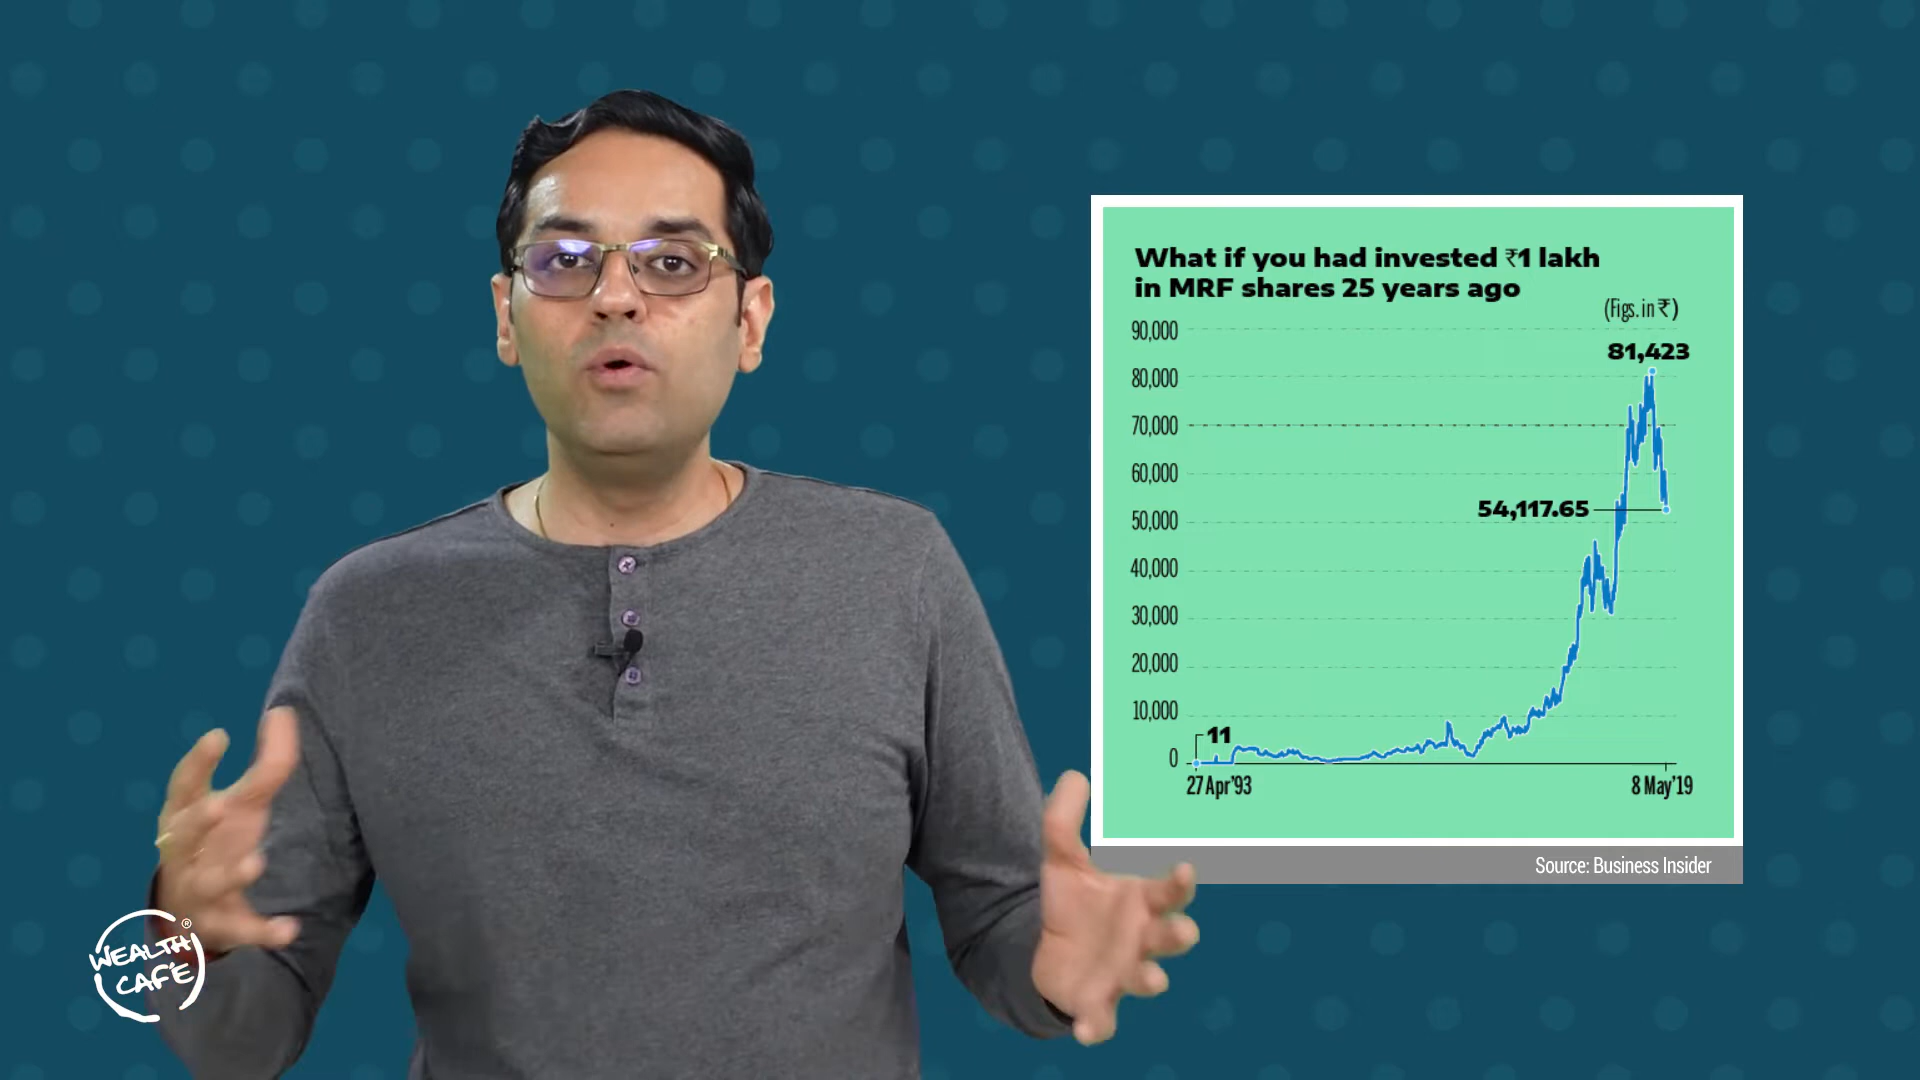 What if you had invested ₹1 lakh
in MRF shares 25 years ago
(Figs. in ₹)
90,000
81,423
80,000
70,000
60,000
54,117.65
50,000
40,000
30,000
20,000
10,000
11
0
27 Apr'93
8 May'19
Source: Business Insider
WEALTH®
CAFE